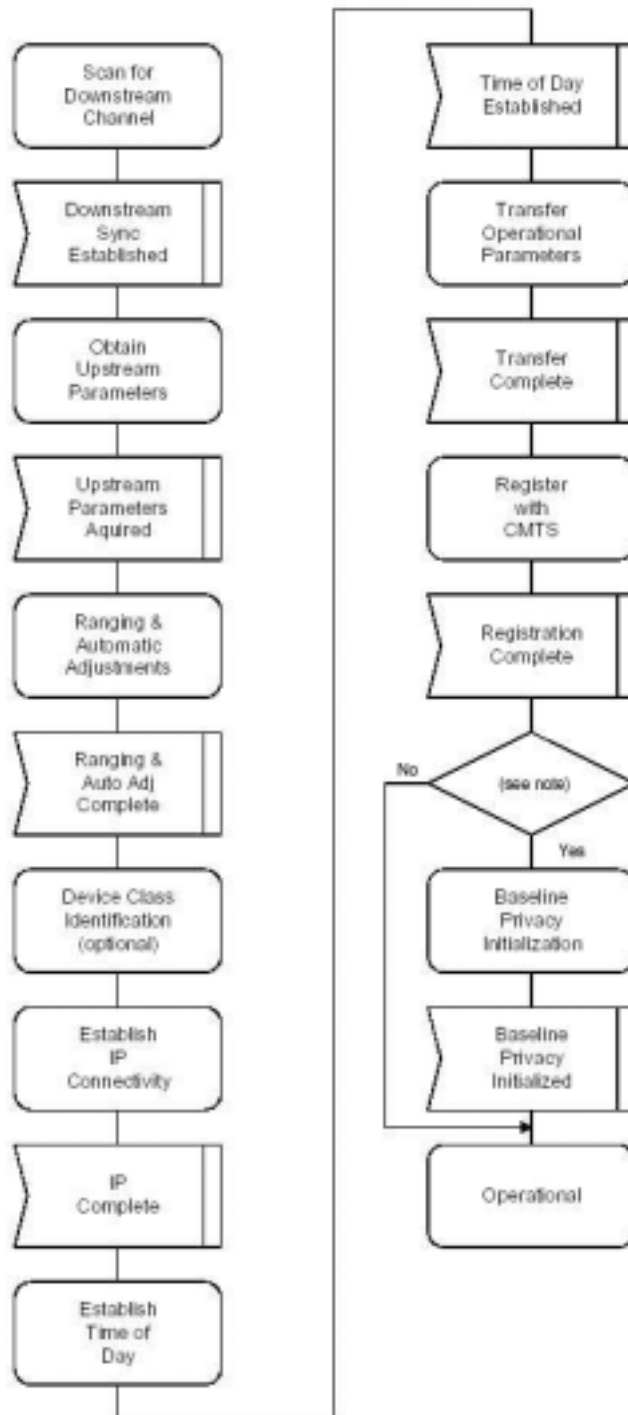 Scan for
Downstream
Channel
Downstream
Sync
Established
Obtain
Upstream
Parameters
Upstream
Parameters
Aquired
Ranging &
Automatic
Adjustments
Ranging &
Auto Adj
Complete
Device Class
Identification
(optional)
Establish
IP
Connectivity
IP
Complete
Establish
Time of
Day
Time of Day
Established
Transfer
Operational
Parameters
Transfer
Complete
Register
with
CMTS
Registration
Complete
No
(see note)
Yes
Baseline
Privacy
Initialization
Baseline
Privacy
Initialized
Operational